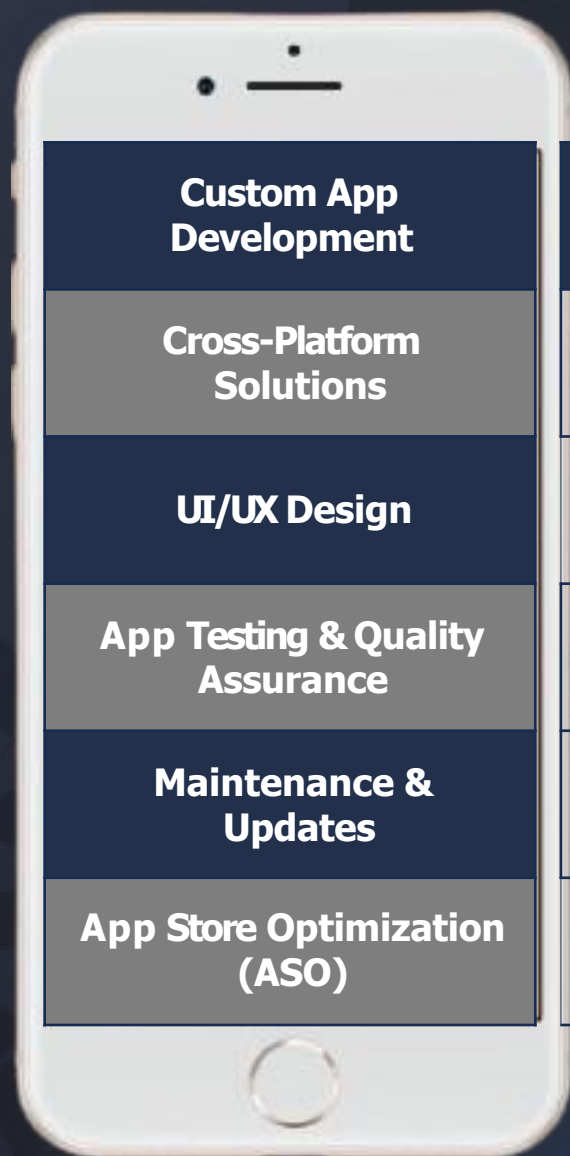 Custom App
Development
Cross-Platform
Solutions
UI/UX Design
App Testing & Quality
Assurance
Maintenance &
Updates
App Store Optimization
(ASO)